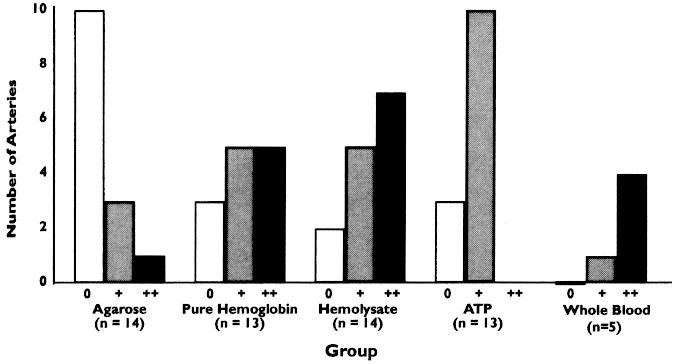 10
8
6
4
2
0
Number of Arteries
0 + ++ 0 + ++ 0 + ++ 0 + ++ 0 + ++
Agarose Pure Hemoglobin Hemolysate ATP Whole Blood
(n = 14) (n = 13) (n = 14) (n = 13) (n=5)
Group